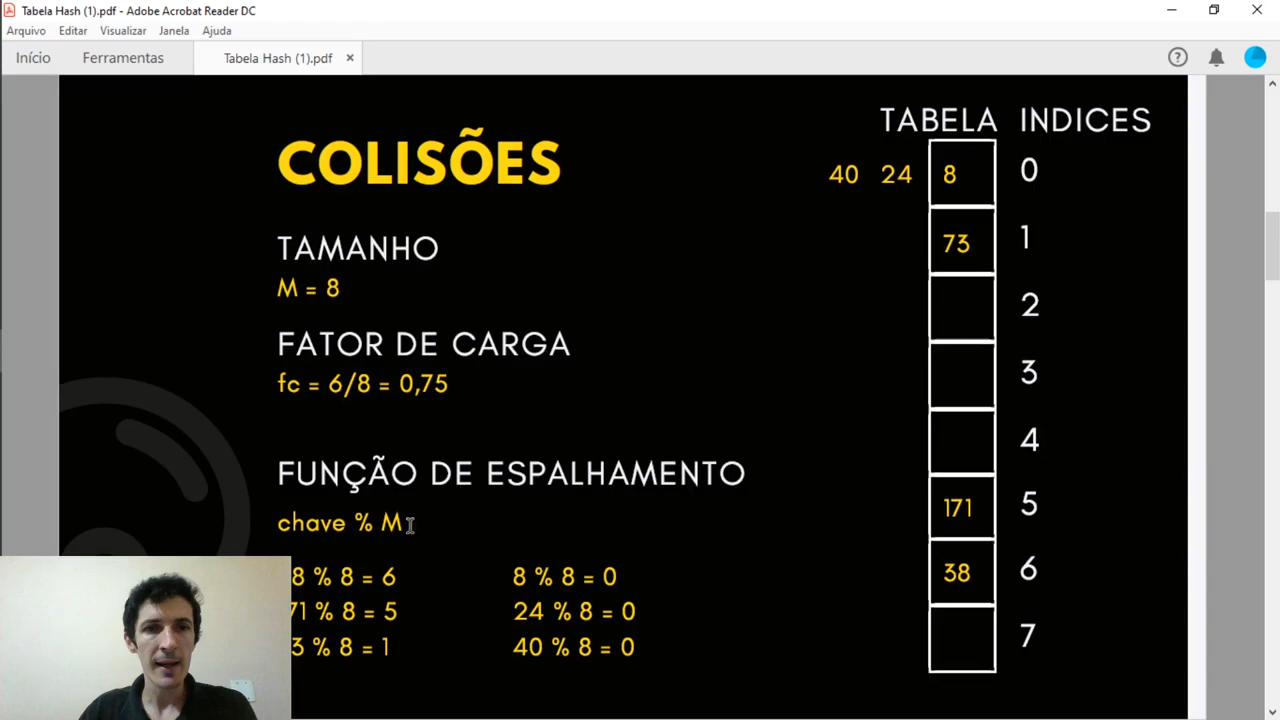 Tabela Hash (1).pdf - Adobe Acrobat Reader DC
Arquivo Editar Visualizar Janela Ajuda
Início Ferramentas Tabela Hash (1).pdf ×
COLISÕES
TAMANHO
M = 8
FATOR DE CARGA
fc = 6/8 = 0,75
FUNÇÃO DE ESPALHAMENTO
chave % M
8 % 8 = 6
71 % 8 = 5
3 % 8 = 1
8 % 8 = 0
24 % 8 = 0
40 % 8 = 0
TABELA INDICES
40 24 8 0
73 1
2
3
4
171 5
38 6
7